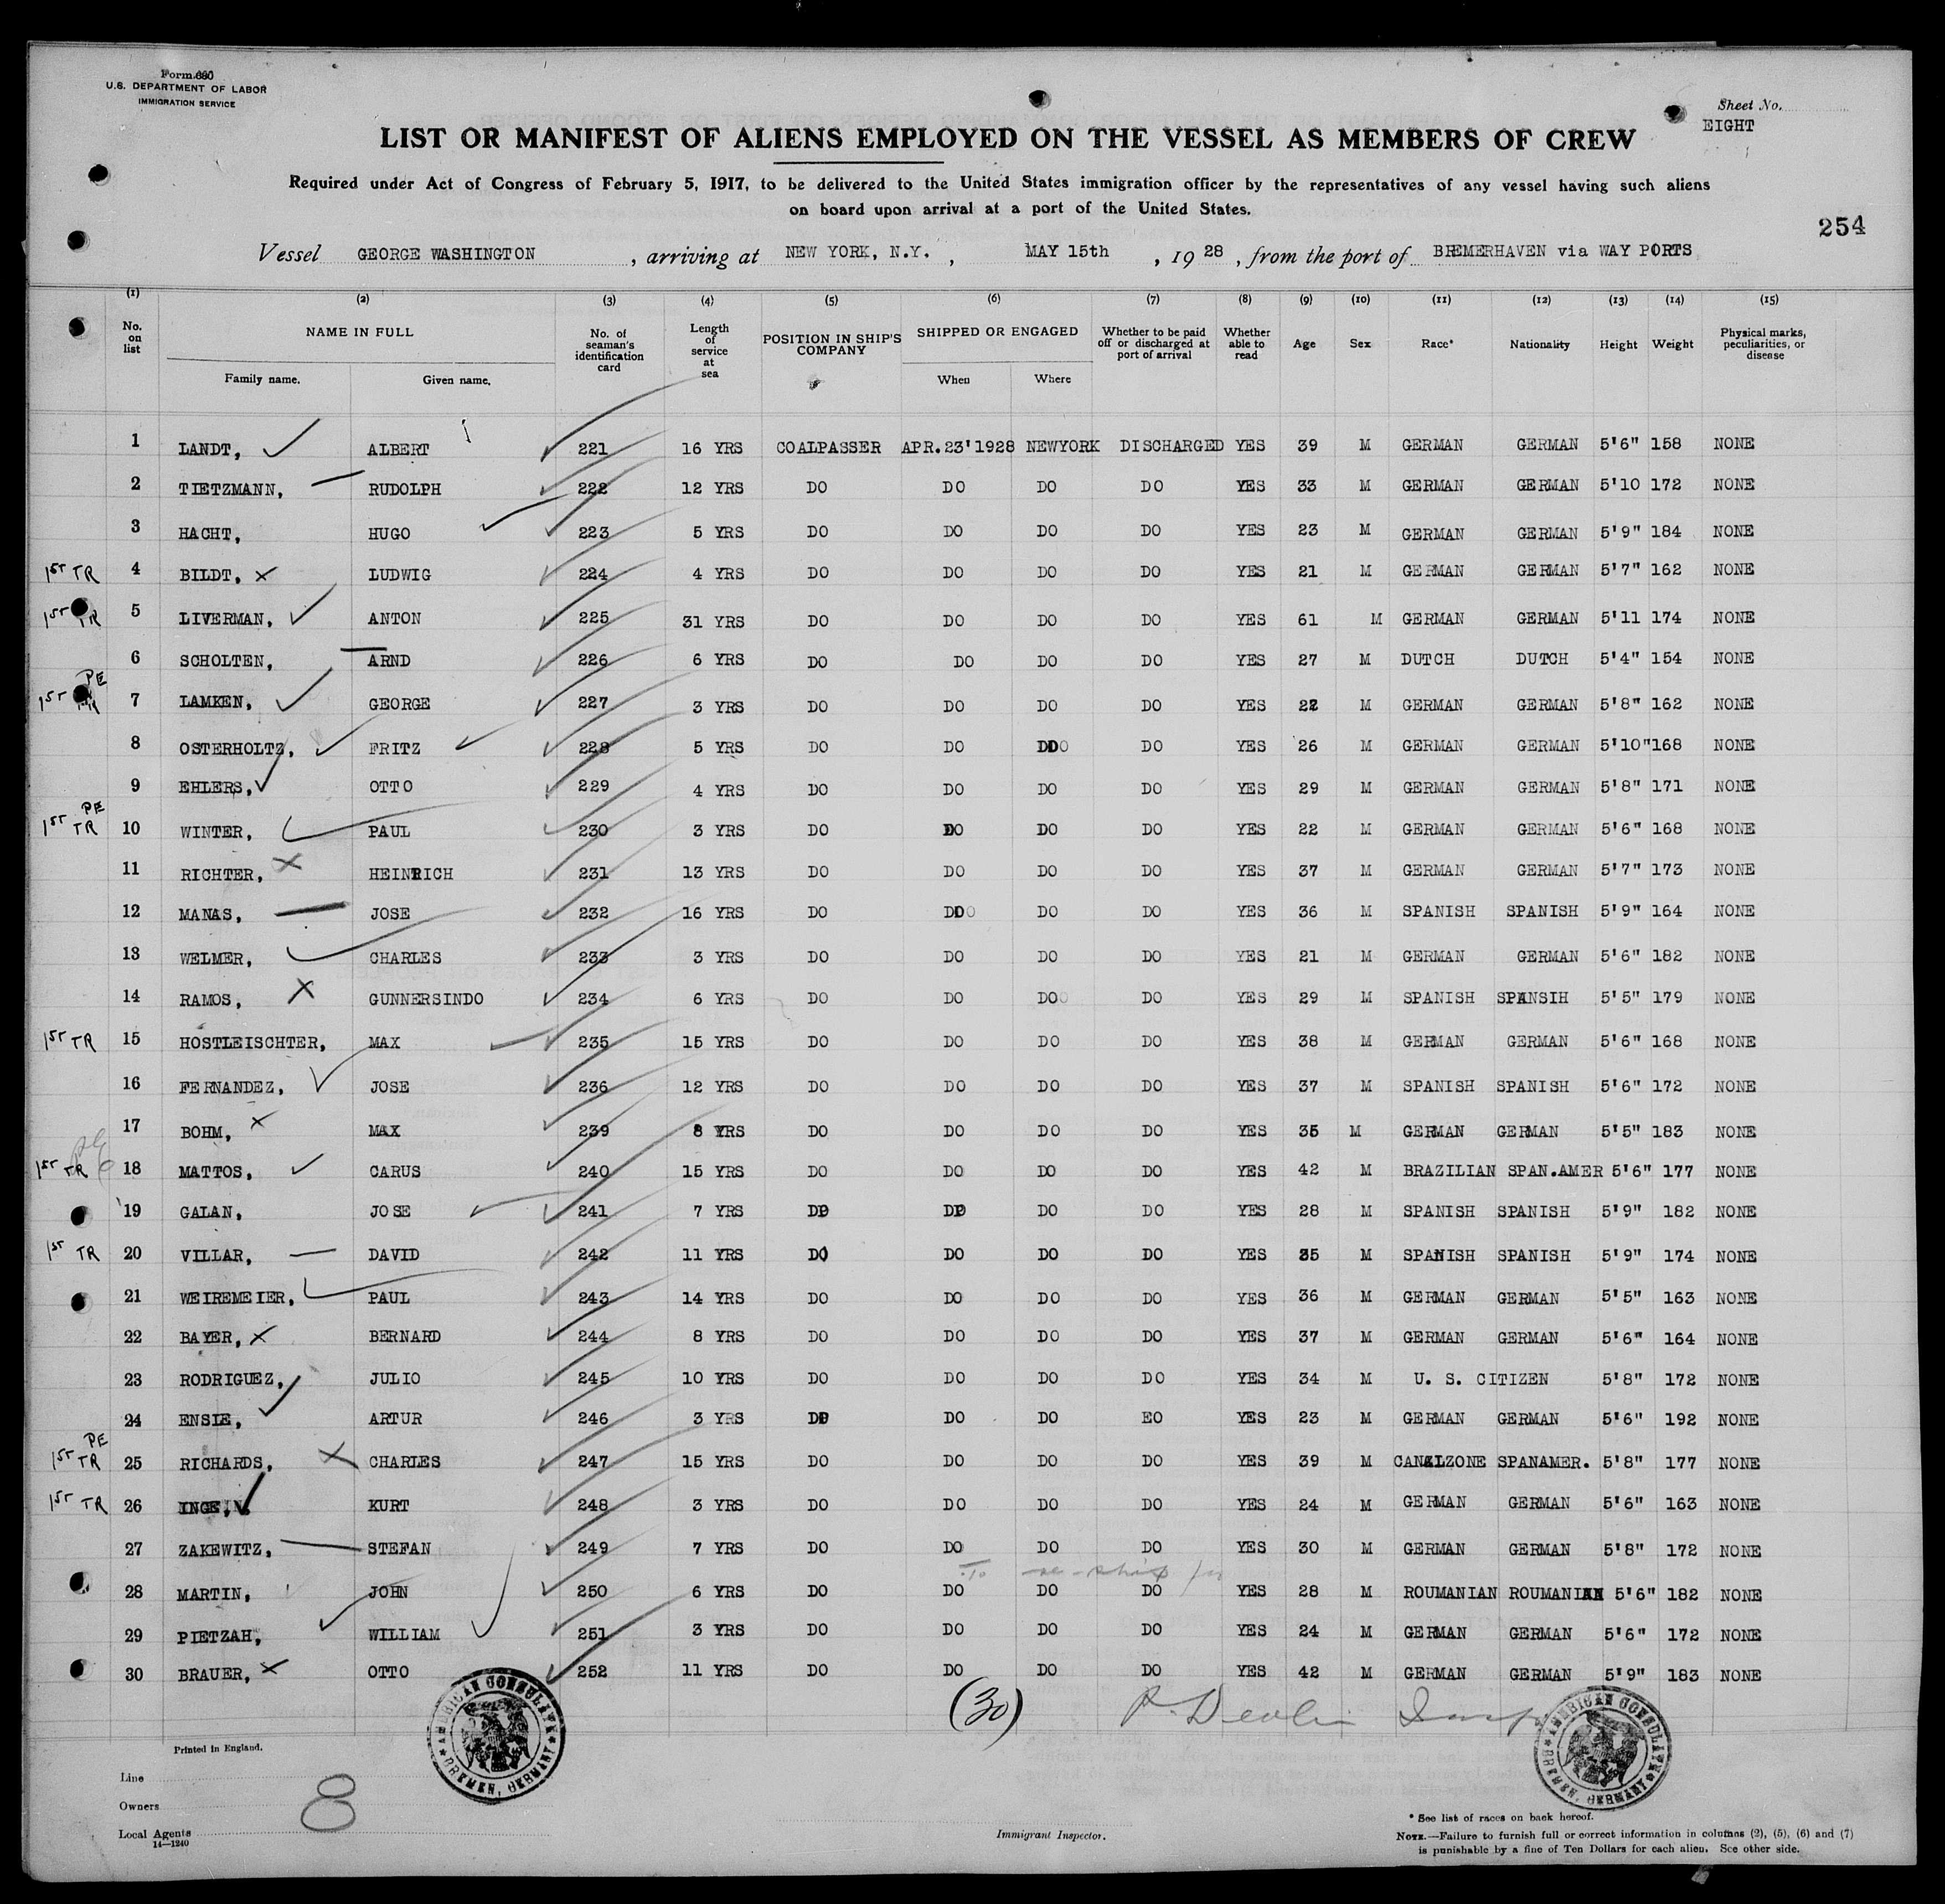 Form 680
U.S. DEPARTMENT OF LABOR
IMMIGRATION SERVICE
Sheet No.
EIGHT
LIST OR MANIFEST OF ALIENS EMPLOYED ON THE VESSEL AS MEMBERS OF CREW
Required under Act of Congress of February 5, 1917, to be delivered to the United States immigration officer by the representatives of any vessel having such aliens
on board upon arrival at a port of the United States.
254
Vessel GEORGE WASHINGTON, arriving at NEW YORK, N.Y., MAY 15th, 1928, from the port of BREMERHAVEN via WAY PORTS
(1) (2) (3) (4) (5) (6) (7) (8) (9) (10) (11) (12) (13) (14) (15)
No. on list NAME IN FULL Family name. Given name. No. of seaman's identification card Length of service at sea POSITION IN SHIP'S COMPANY SHIPPED OR ENGAGED When Where Whether to be paid off or discharged at port of arrival Whether able to read Age Sex Race* Nationality Height Weight Physical marks, peculiarities, or disease
1 LANDT, ALBERT 221 16 YRS COALPASSER APR.23'1928 NEWYORK DISCHARGED YES 39 M GERMAN GERMAN 5'6" 158 NONE
2 TIETZMANN, RUDOLPH 222 12 YRS DO DO DO DO YES 33 M GERMAN GERMAN 5'10 172 NONE
3 HACHT, HUGO 223 5 YRS DO DO DO DO YES 23 M GERMAN GERMAN 5'9" 184 NONE
1ST TR 4 BILDT, LUDWIG 224 4 YRS DO DO DO DO YES 21 M GERMAN GERMAN 5'7" 162 NONE
1ST TR 5 LIVERMAN, ANTON 225 31 YRS DO DO DO DO YES 61 M GERMAN GERMAN 5'11 174 NONE
6 SCHOLTEN, ARND 226 6 YRS DO DO DO DO YES 27 M DUTCH DUTCH 5'4" 154 NONE
1ST PE 7 LAMKEN, GEORGE 227 3 YRS DO DO DO DO YES 22 M GERMAN GERMAN 5'8" 162 NONE
8 OSTERHOLTZ, FRITZ 228 5 YRS DO DO DDO DO YES 26 M GERMAN GERMAN 5'10" 168 NONE
9 EHLERS, OTTO 229 4 YRS DO DO DO DO YES 29 M GERMAN GERMAN 5'8" 171 NONE
1ST PE TR 10 WINTER, PAUL 230 3 YRS DO DO DO DO YES 22 M GERMAN GERMAN 5'6" 168 NONE
11 RICHTER, HEINRICH 231 13 YRS DO DO DO DO YES 37 M GERMAN GERMAN 5'7" 173 NONE
12 MANAS, JOSE 232 16 YRS DO DDO DO DO YES 36 M SPANISH SPANISH 5'9" 164 NONE
13 WELMER, CHARLES 233 3 YRS DO DO DO DO YES 21 M GERMAN GERMAN 5'6" 182 NONE
14 RAMOS, GUNNERSINDO 234 6 YRS DO DO DOO DO YES 29 M SPANISH SPANSIH 5'5" 179 NONE
1ST TR 15 HOSTLEISCHTER, MAX 235 15 YRS DO DO DO DO YES 38 M GERMAN GERMAN 5'6" 168 NONE
16 FERNANDEZ, JOSE 236 12 YRS DO DO DO DO YES 37 M SPANISH SPANISH 5'6" 172 NONE
17 BOHM, MAX 239 8 YRS DO DO DO DO YES 35 M GERMAN GERMAN 5'5" 183 NONE
PE 1ST TR 18 MATTOS, CARUS 240 15 YRS DO DO DO DO YES 42 M BRAZILIAN SPAN.AMER 5'6" 177 NONE
19 GALAN, JOSE 241 7 YRS DO DO DO DO YES 28 M SPANISH SPANISH 5'9" 182 NONE
1ST TR 20 VILLAR, DAVID 242 11 YRS DO DO DO DO YES 35 M SPANISH SPANISH 5'9" 174 NONE
21 WEIREMEIER, PAUL 243 14 YRS DO DO DO DO YES 36 M GERMAN GERMAN 5'5" 163 NONE
22 BAYER, BERNARD 244 8 YRS DO DO DO DO YES 37 M GERMAN GERMAN 5'6" 164 NONE
23 RODRIGUEZ, JULIO 245 10 YRS DO DO DO DO YES 34 M U. S. CITIZEN 5'8" 172 NONE
24 ENSIE, ARTUR 246 3 YRS DO DO DO EO YES 23 M GERMAN GERMAN 5'6" 192 NONE
1ST PE TR 25 RICHARDS, CHARLES 247 15 YRS DO DO DO DO YES 39 M CANALZONE SPANAMER. 5'8" 177 NONE
1ST TR 26 INGE, KURT 248 3 YRS DO DO DO DO YES 24 M GERMAN GERMAN 5'6" 163 NONE
27 ZAKEWITZ, STEFAN 249 7 YRS DO DO DO DO YES 30 M GERMAN GERMAN 5'8" 172 NONE
To re-ship
28 MARTIN, JOHN 250 6 YRS DO DO DO DO YES 28 M ROUMANIAN ROUMANIAN 5'6" 182 NONE
29 PIETZAH, WILLIAM 251 3 YRS DO DO DO DO YES 24 M GERMAN GERMAN 5'6" 172 NONE
30 BRAUER, OTTO 252 11 YRS DO DO DO DO YES 42 M GERMAN GERMAN 5'9" 183 NONE
(30) P. Devlin Insp
AMERICAN CONSULATE BREMEN, GERMANY
AMERICAN CONSULATE BREMEN, GERMANY
Printed in England.
Line
Owners
8
Local Agents
14—1240
Immigrant Inspector.
* See list of races on back hereof.
NOTE.—Failure to furnish full or correct information in columns (2), (5), (6) and (7)
is punishable by a fine of Ten Dollars for each alien. See other side.